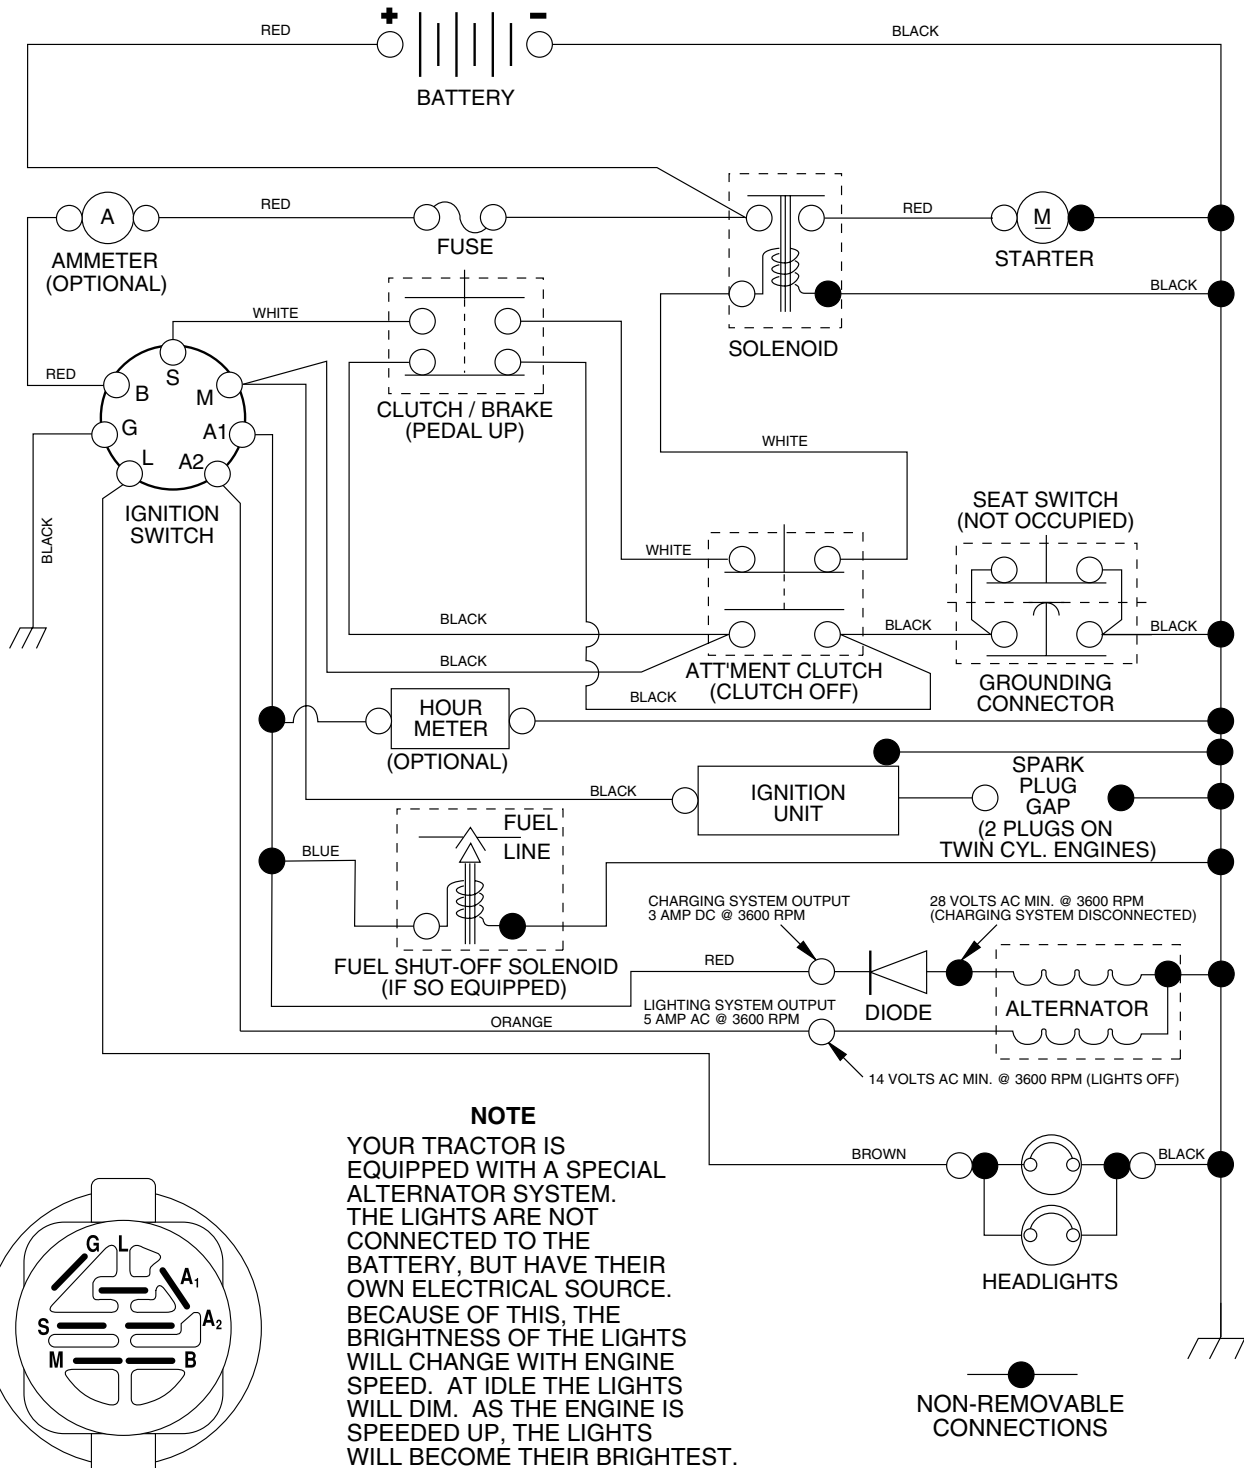 + -
RED
BLACK
BATTERY
RED
A
AMMETER
(OPTIONAL)
FUSE
RED
M
STARTER
BLACK
SOLENOID
WHITE
RED
B
S
M
G
A1
L
A2
IGNITION
SWITCH
BLACK
CLUTCH / BRAKE
(PEDAL UP)
WHITE
SEAT SWITCH
(NOT OCCUPIED)
WHITE
BLACK
BLACK
BLACK
BLACK
ATT'MENT CLUTCH
(CLUTCH OFF)
GROUNDING
CONNECTOR
BLACK
HOUR
METER
(OPTIONAL)
BLACK
IGNITION
UNIT
SPARK
PLUG
GAP
(2 PLUGS ON
TWIN CYL. ENGINES)
FUEL
LINE
BLUE
FUEL SHUT-OFF SOLENOID
(IF SO EQUIPPED)
CHARGING SYSTEM OUTPUT
3 AMP DC @ 3600 RPM
28 VOLTS AC MIN. @ 3600 RPM
(CHARGING SYSTEM DISCONNECTED)
RED
DIODE
ALTERNATOR
LIGHTING SYSTEM OUTPUT
5 AMP AC @ 3600 RPM
ORANGE
14 VOLTS AC MIN. @ 3600 RPM (LIGHTS OFF)
BROWN
BLACK
HEADLIGHTS
NOTE
YOUR TRACTOR IS
EQUIPPED WITH A SPECIAL
ALTERNATOR SYSTEM.
THE LIGHTS ARE NOT
CONNECTED TO THE
BATTERY, BUT HAVE THEIR
OWN ELECTRICAL SOURCE.
BECAUSE OF THIS, THE
BRIGHTNESS OF THE LIGHTS
WILL CHANGE WITH ENGINE
SPEED. AT IDLE THE LIGHTS
WILL DIM. AS THE ENGINE IS
SPEEDED UP, THE LIGHTS
WILL BECOME THEIR BRIGHTEST.
G L
A1
S
A2
M
B
NON-REMOVABLE
CONNECTIONS